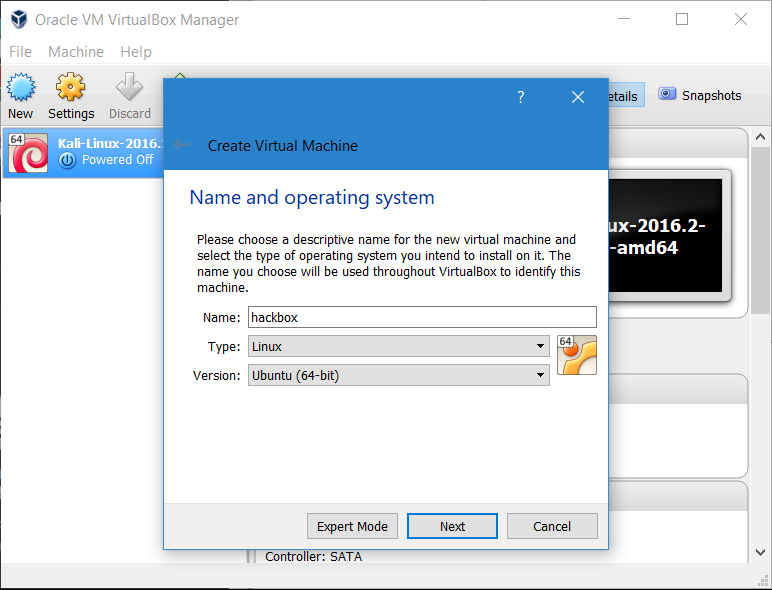 Oracle VM VirtualBox Manager
File Machine Help
New Settings Discard
etails Snapshots
64
Kali-Linux-2016.
Powered Off
?
Create Virtual Machine
Name and operating system
Please choose a descriptive name for the new virtual machine and
select the type of operating system you intend to install on it. The
name you choose will be used throughout VirtualBox to identify this
machine.
Name: hackbox
Type: Linux
64
Version: Ubuntu (64-bit)
ux-2016.2-
-amd64
Expert Mode Next Cancel
Controller: SATA